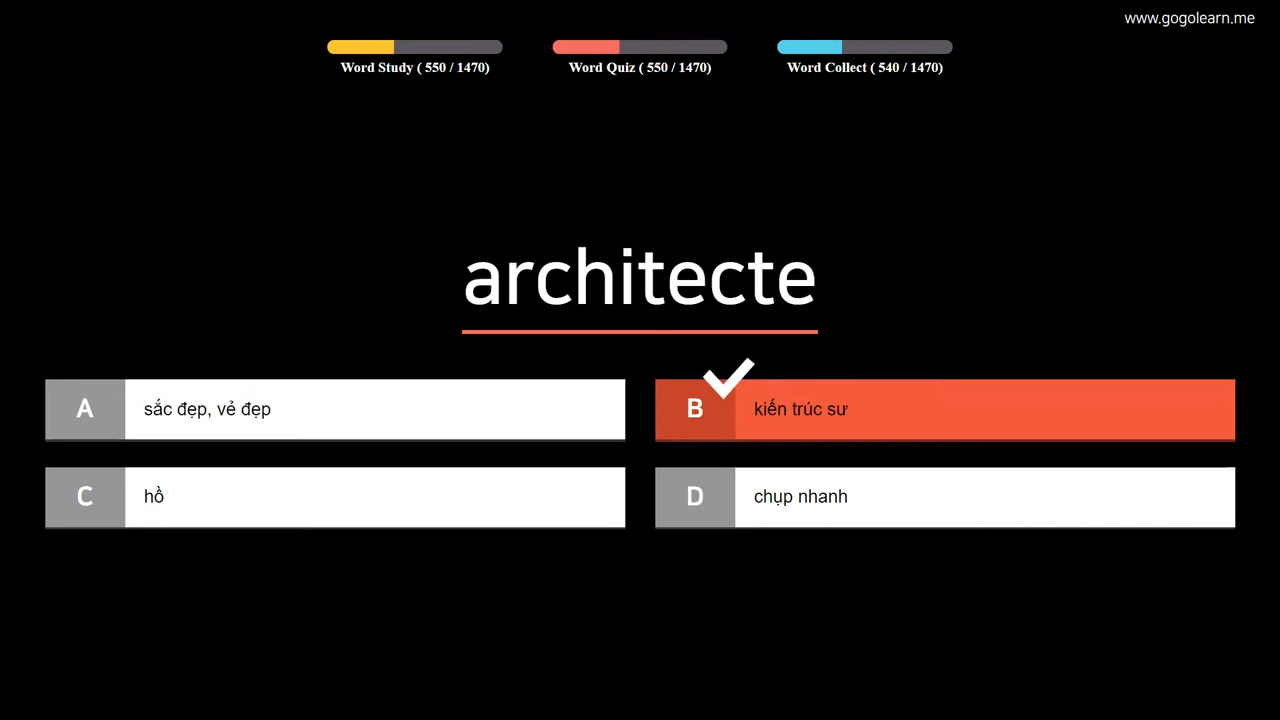 www.gogolearn.me
Word Study ( 550 / 1470)
Word Quiz ( 550 / 1470)
Word Collect ( 540 / 1470)
architecte
A sắc đẹp, vẻ đẹp
B kiến trúc sư
C hồ
D chụp nhanh